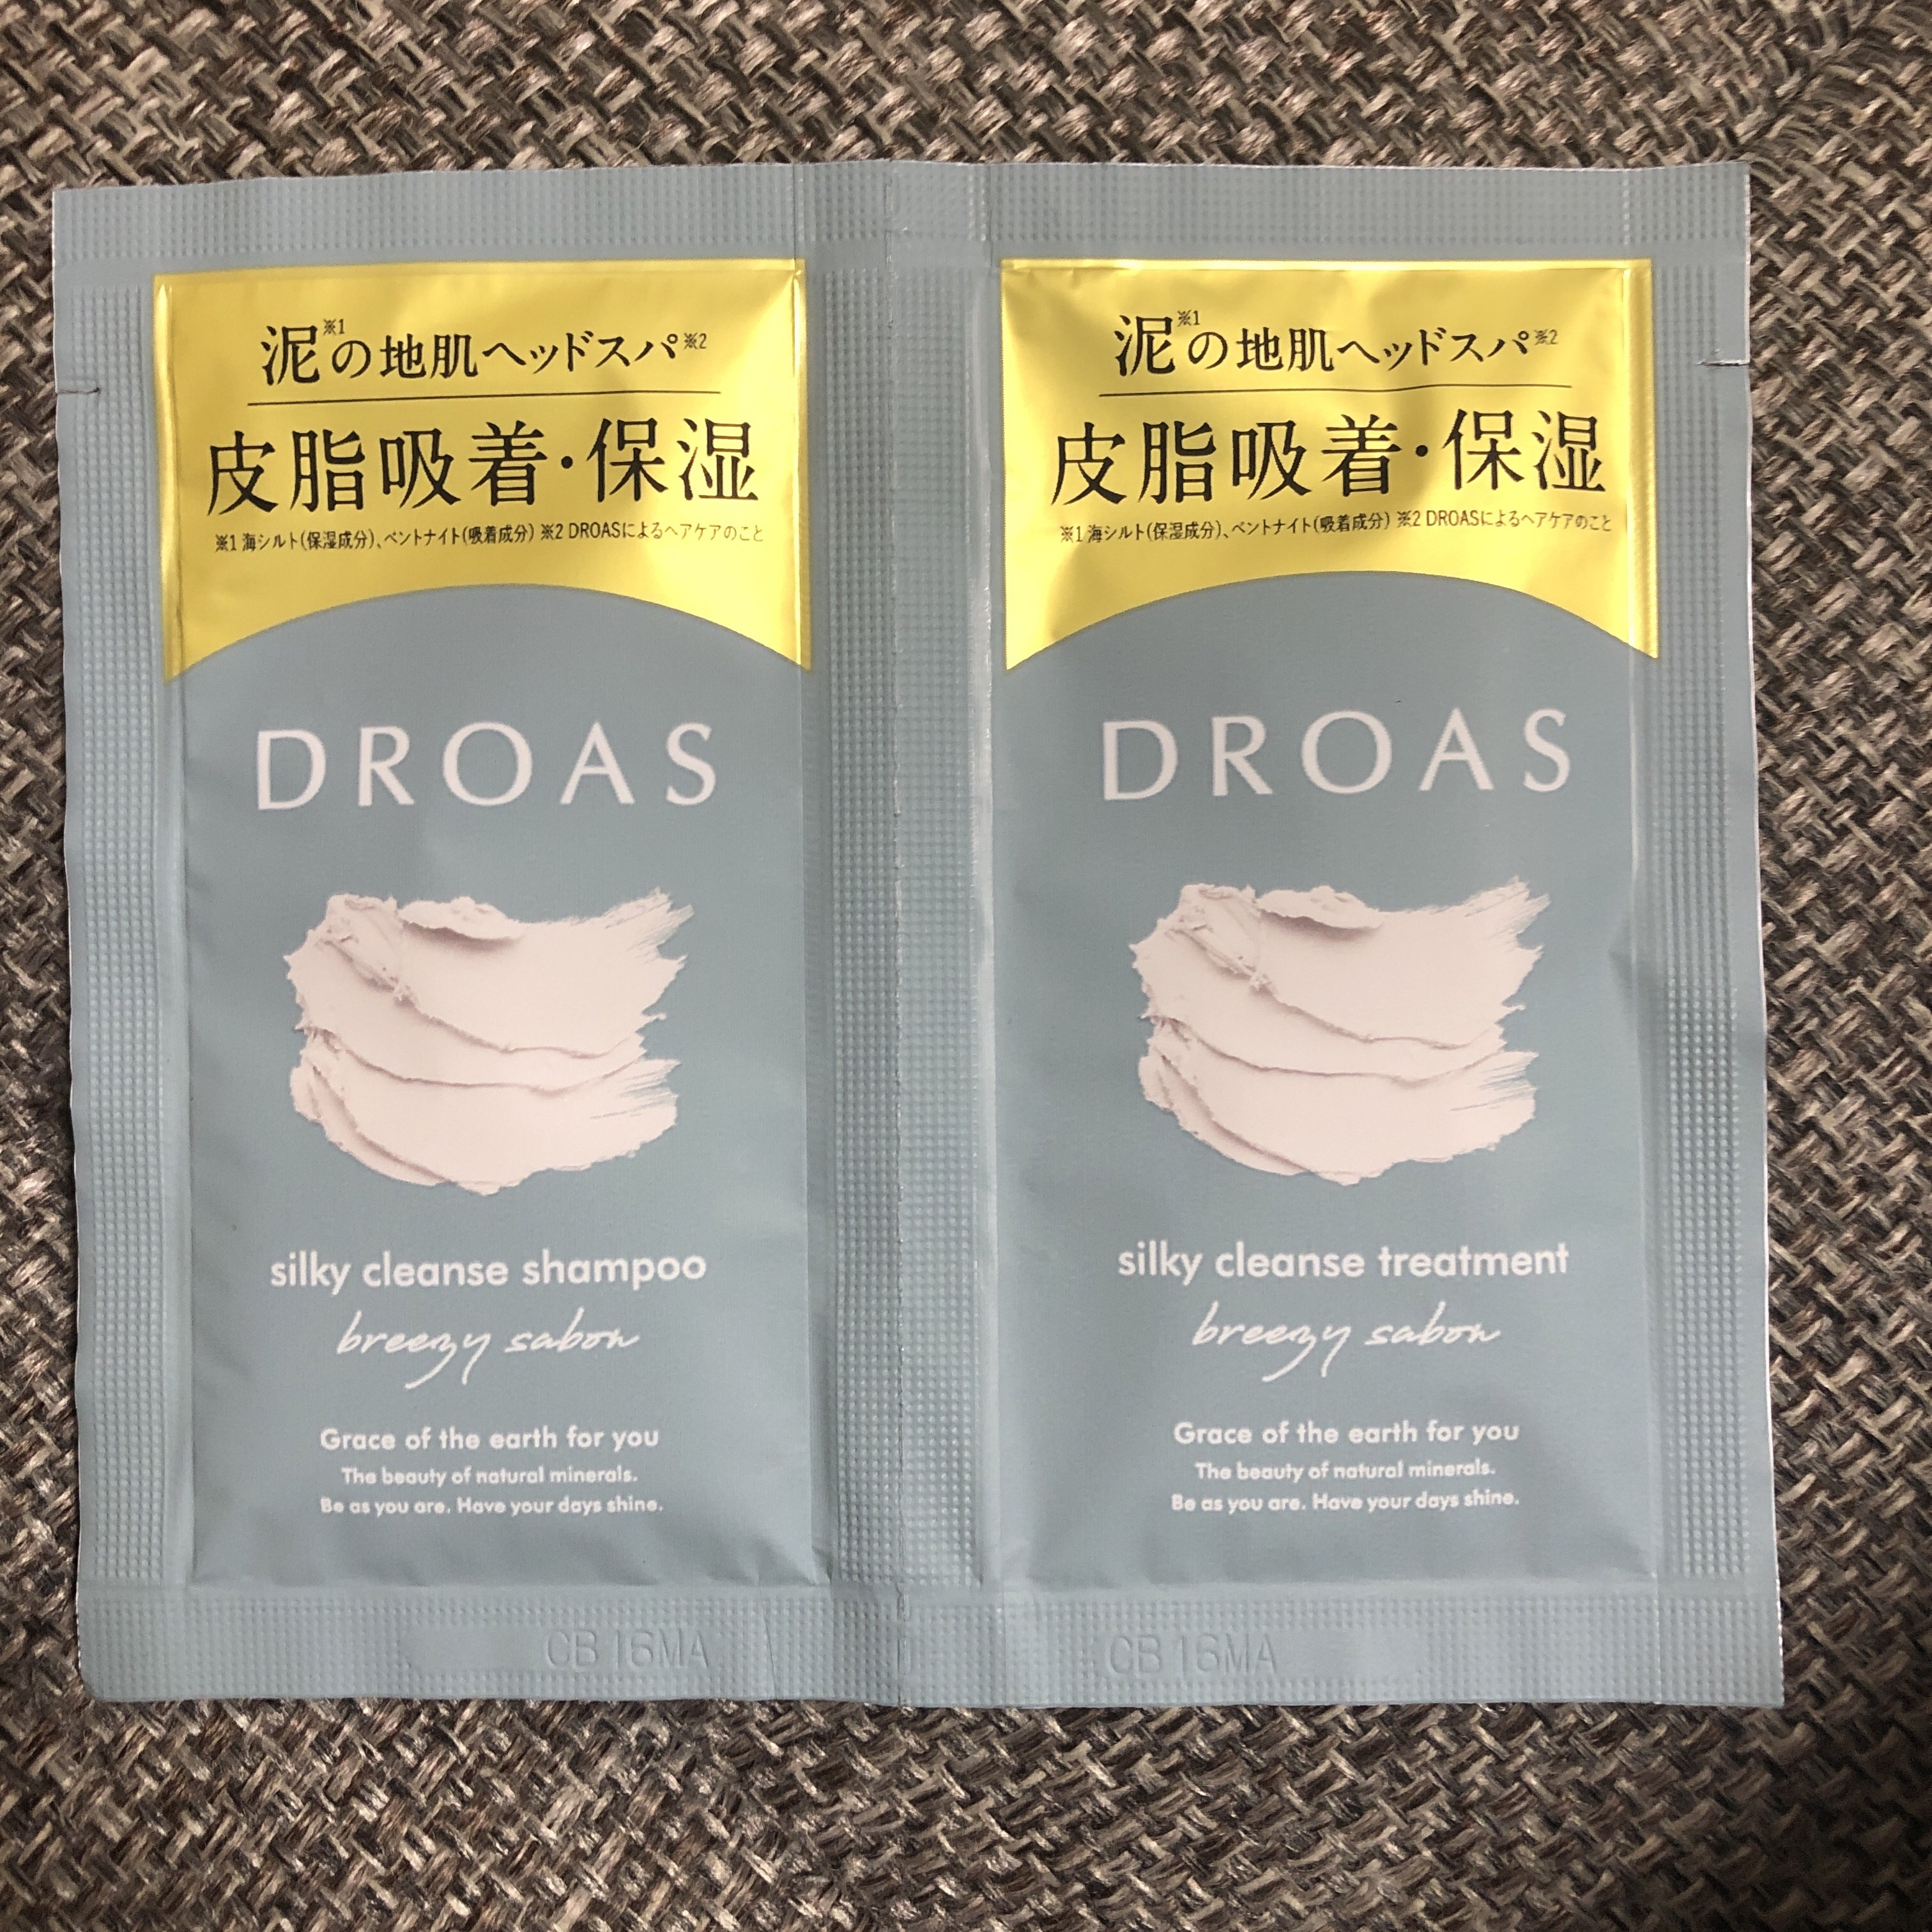 泥※1の地肌ヘッドスパ※2
皮脂吸着・保湿
※1 海シルト(保湿成分)、ベントナイト(吸着成分) ※2 DROASによるヘアケアのこと
DROAS
silky cleanse shampoo
breezy sabon
Grace of the earth for you
The beauty of natural minerals.
Be as you are. Have your days shine.
CB 16MA
泥※1の地肌ヘッドスパ※2
皮脂吸着・保湿
※1 海シルト(保湿成分)、ベントナイト(吸着成分) ※2 DROASによるヘアケアのこと
DROAS
silky cleanse treatment
breezy sabon
Grace of the earth for you
The beauty of natural minerals.
Be as you are. Have your days shine.
CB 16MA